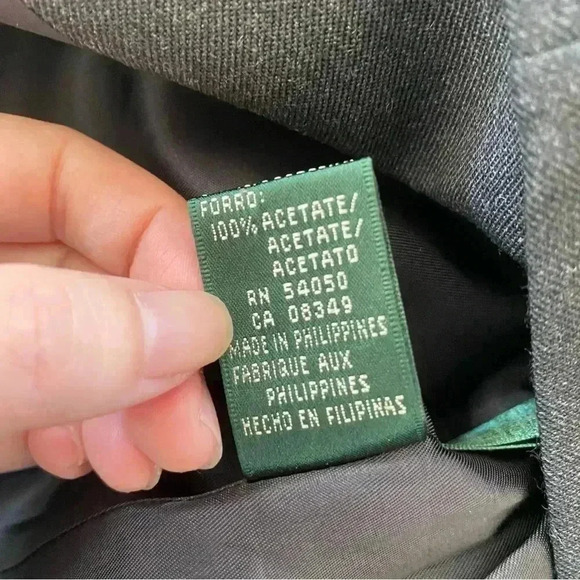 FORRO:
100% ACETATE/
ACETATE/
ACETATO
RN 54050
CA 08349
MADE IN PHILIPPINES
FABRIQUE AUX
PHILIPPINES
HECHO EN FILIPINAS